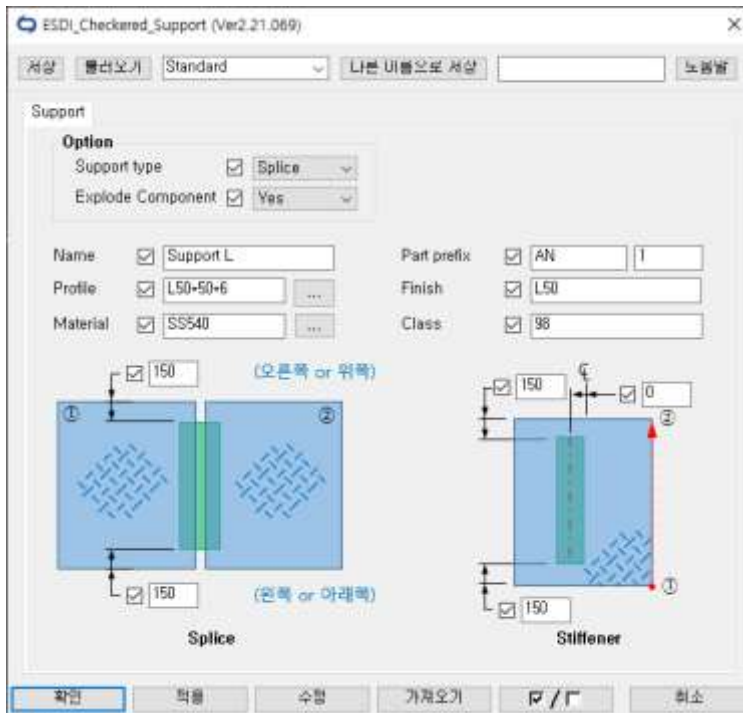 ESDI_Checkered_Support (Ver2.21.069)
저장 불러오기 Standard 다른 이름으로 저장 도움말
Support
Option
Support type Splice
Explode Component Yes
Name Support L Part prefix AN 1
Profile L50*50*6 ... Finish L50
Material SS540 ... Class 98
150 (오른쪽 or 위쪽) 150 ℄ 0
① ② ②
150 (왼쪽 or 아래쪽) 150 ①
Splice Stiffener
확인 적용 수정 가져오기 / 취소